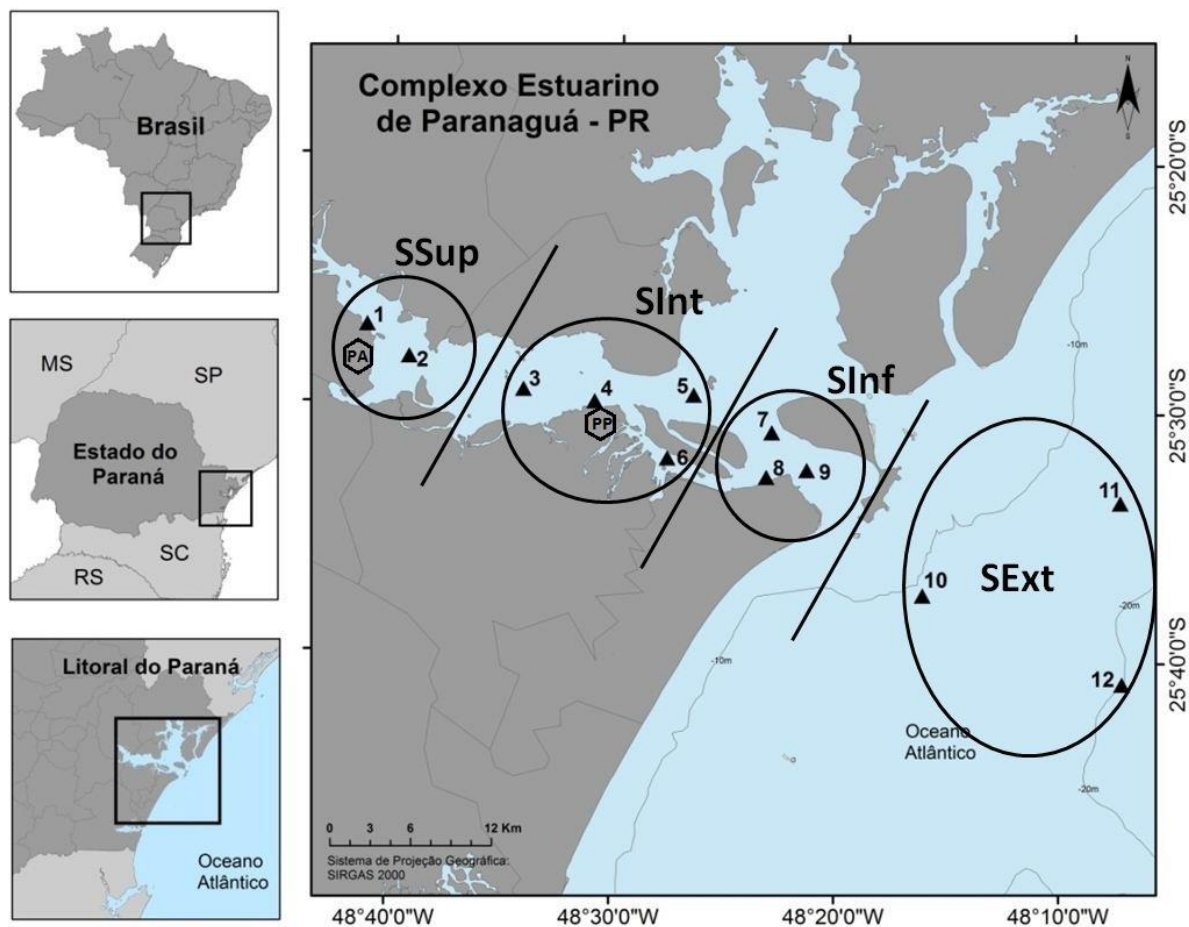 Brasil
MS
SP
Estado do
Paraná
SC
RS
Litoral do Paraná
Oceano
Atlântico
Complexo Estuarino
de Paranaguá - PR
N
S
SSup
SInt
SInf
SExt
1
PA
2
3
4
PP
5
6
7
8
9
10
11
12
-10m
-10m
-20m
-20m
Oceano
Atlântico
0 3 6 12 Km
Sistema de Projeção Geográfica:
SIRGAS 2000
25°20'0"S
25°30'0"S
25°40'0"S
48°40'0"W
48°30'0"W
48°20'0"W
48°10'0"W